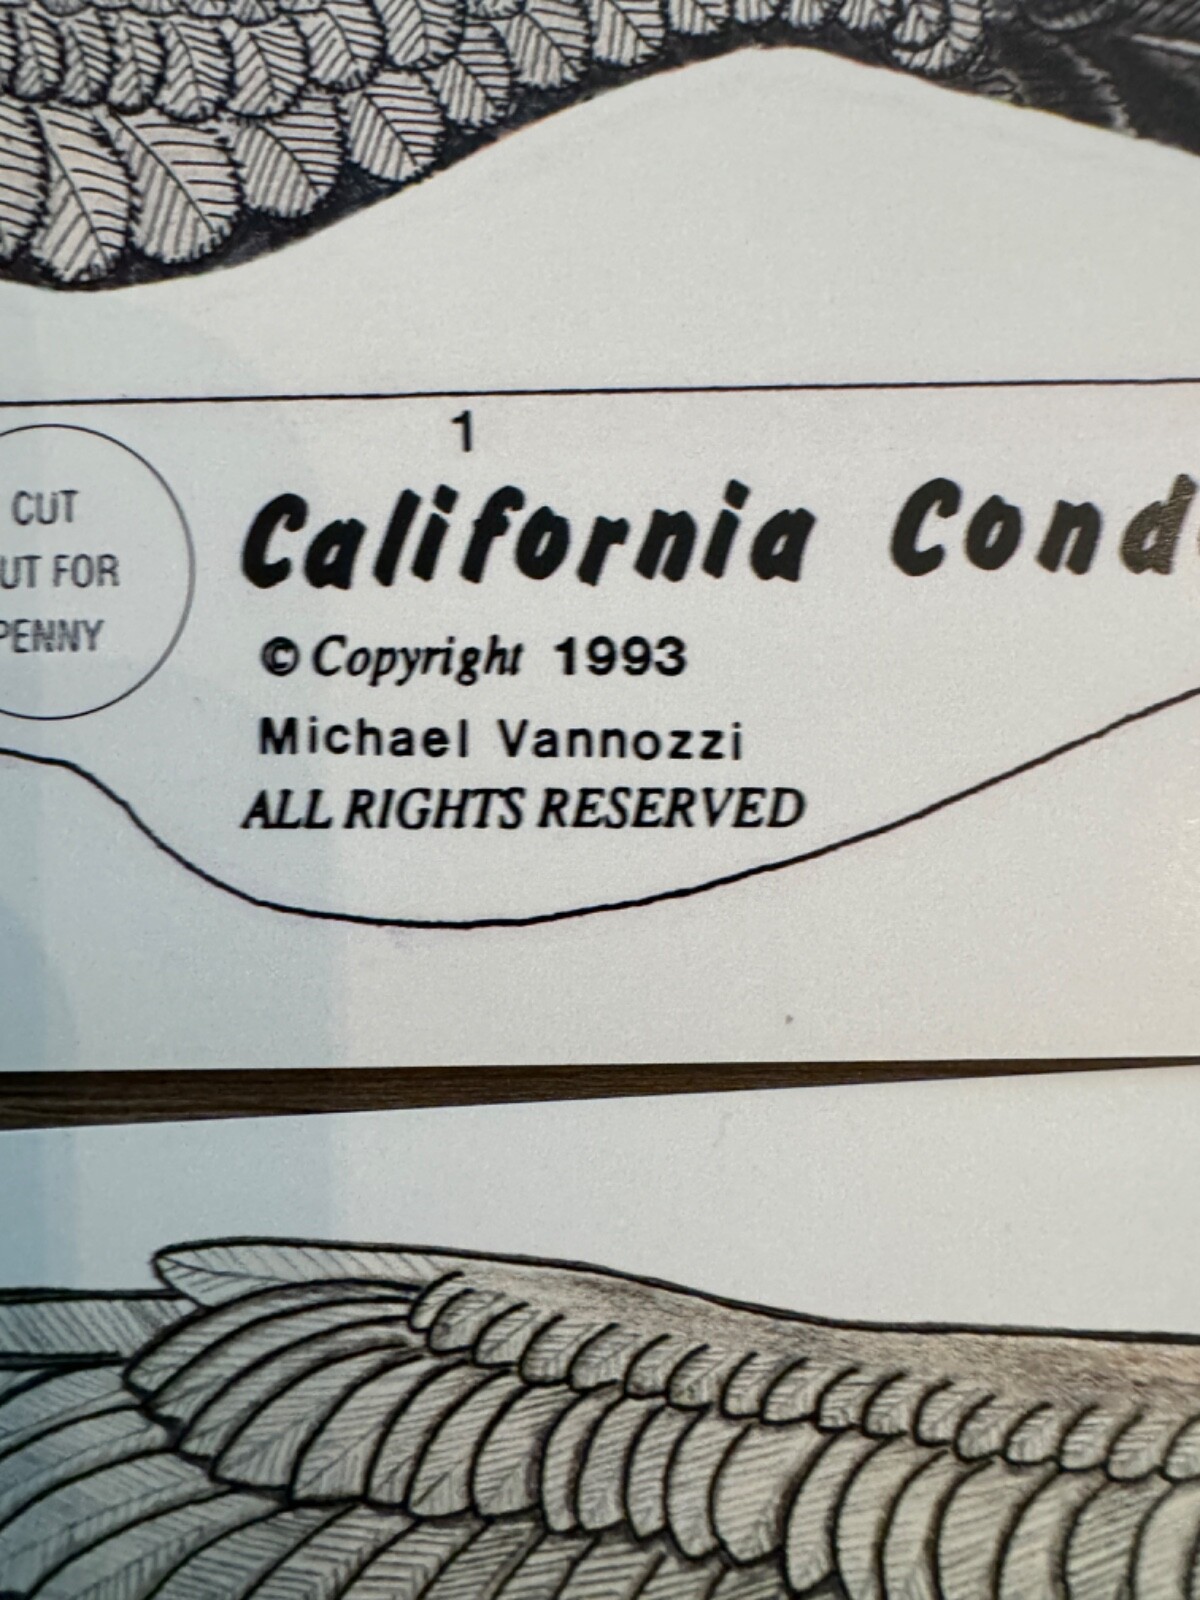 1
CUT
UT FOR
PENNY
California Cond
© Copyright 1993
Michael Vannozzi
ALL RIGHTS RESERVED